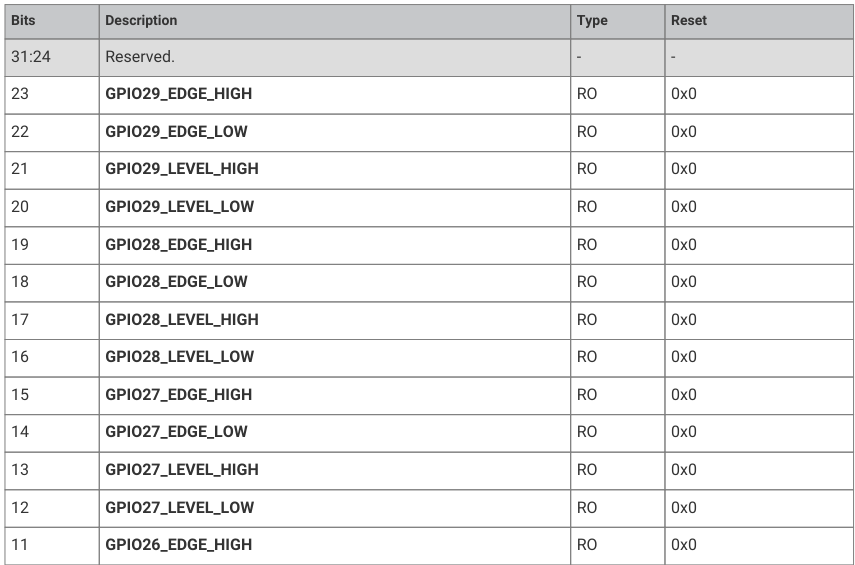 Bits Description Type Reset
31:24 Reserved. - -
23 GPIO29_EDGE_HIGH RO 0x0
22 GPIO29_EDGE_LOW RO 0x0
21 GPIO29_LEVEL_HIGH RO 0x0
20 GPIO29_LEVEL_LOW RO 0x0
19 GPIO28_EDGE_HIGH RO 0x0
18 GPIO28_EDGE_LOW RO 0x0
17 GPIO28_LEVEL_HIGH RO 0x0
16 GPIO28_LEVEL_LOW RO 0x0
15 GPIO27_EDGE_HIGH RO 0x0
14 GPIO27_EDGE_LOW RO 0x0
13 GPIO27_LEVEL_HIGH RO 0x0
12 GPIO27_LEVEL_LOW RO 0x0
11 GPIO26_EDGE_HIGH RO 0x0